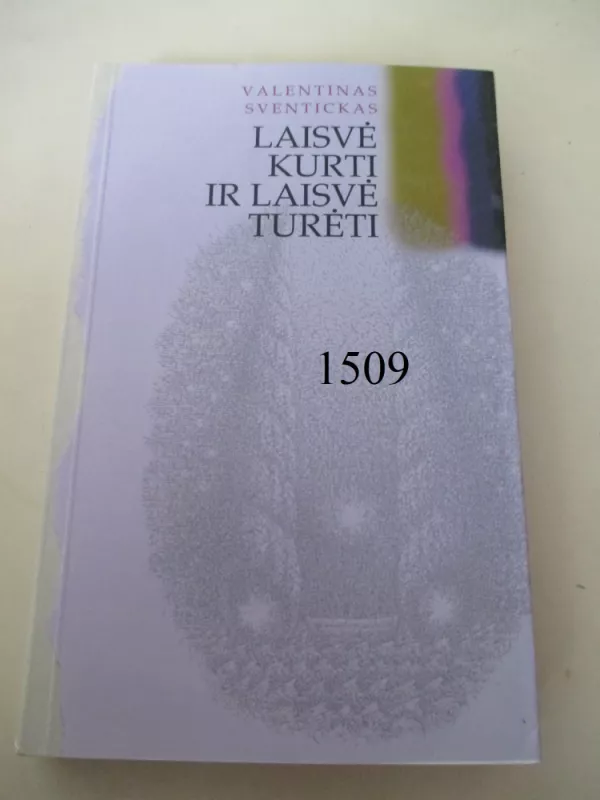 VALENTINAS
SVENTICKAS
LAISVĖ
KURTI
IR LAISVĖ
TURĖTI
1509